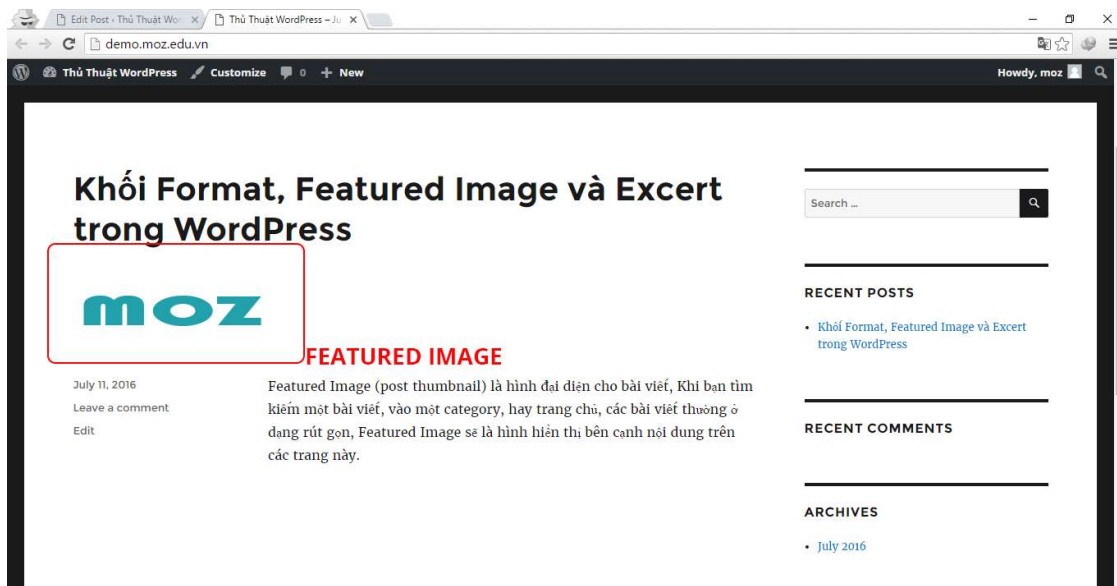 Edit Post ‹ Thủ Thuật Wor
Thủ Thuật WordPress – Ju
demo.moz.edu.vn
Thủ Thuật WordPress Customize 0 + New Howdy, moz
Khối Format, Featured Image và Excert
trong WordPress
moz
FEATURED IMAGE
July 11, 2016
Leave a comment
Edit
Featured Image (post thumbnail) là hình đại diện cho bài viết, Khi bạn tìm
kiếm một bài viết, vào một category, hay trang chủ, các bài viết thường ở
dạng rút gọn, Featured Image sẽ là hình hiển thị bên cạnh nội dung trên
các trang này.
Search ...
RECENT POSTS
Khối Format, Featured Image và Excert
trong WordPress
RECENT COMMENTS
ARCHIVES
July 2016